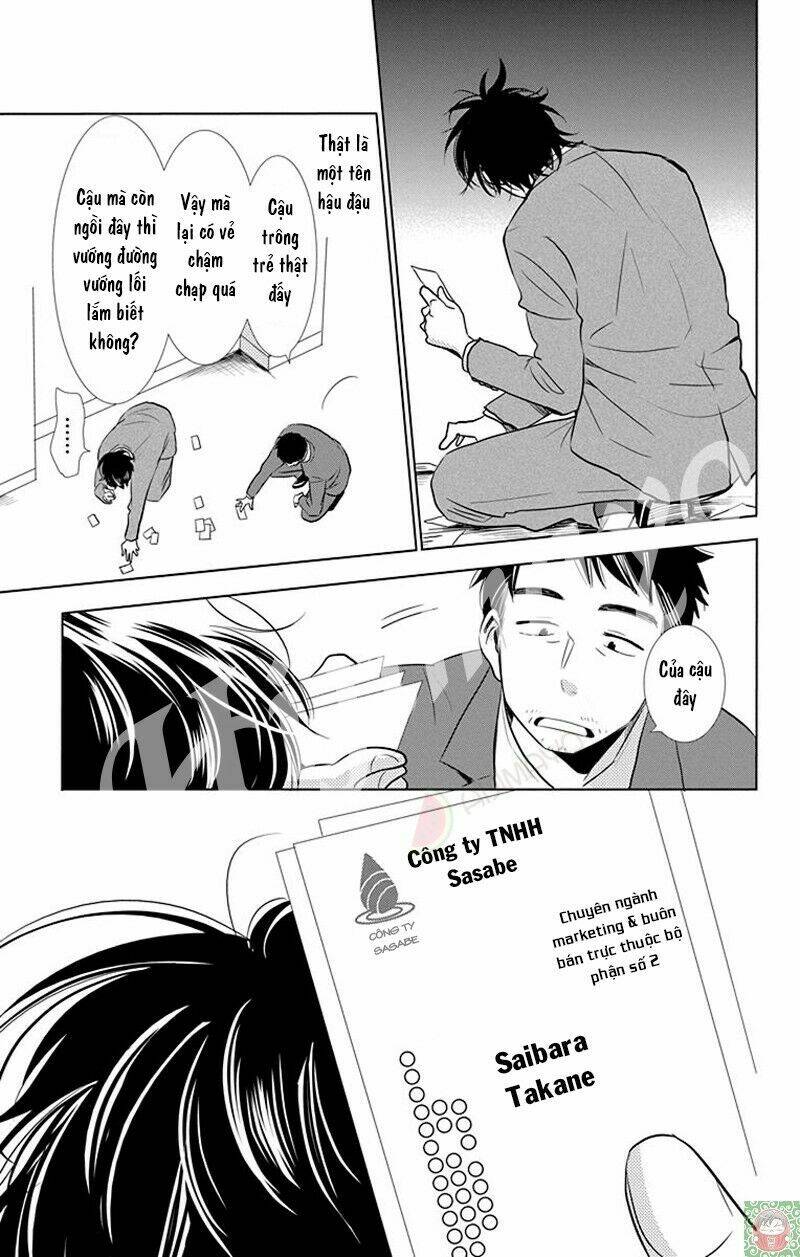 Thật là
một tên
hậu đậu
Cậu
trông
trẻ thật
đấy
Vậy mà
lại có vẻ
chậm
chạp quá
Cậu mà còn
ngồi đây thì
vướng đường
vướng lối
lắm biết
không?
......
Của cậu
đây
Công ty TNHH
Sasabe
CÔNG TY
SASABE
Chuyên ngành
marketing & buôn
bán trực thuộc bộ
phận số 2
Saibara
Takane